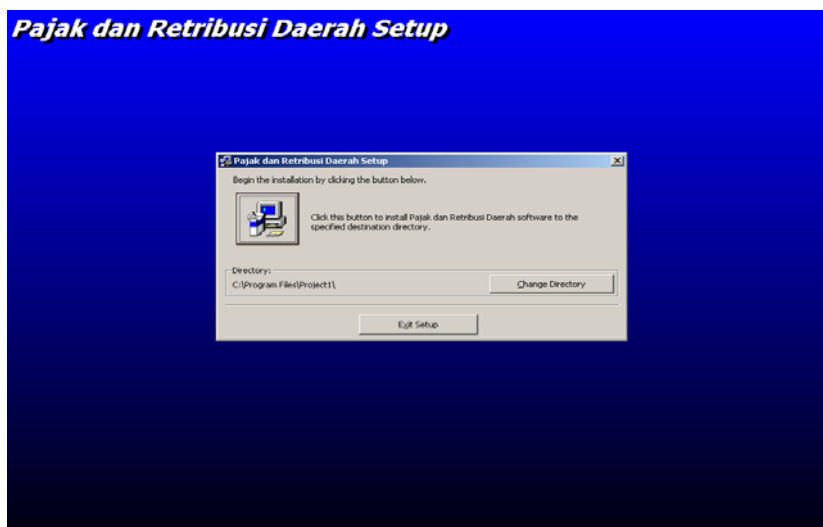 Pajak dan Retribusi Daerah Setup
Pajak dan Retribusi Daerah Setup
Begin the installation by clicking the button below.
Click this button to install Pajak dan Retribusi Daerah software to the
specified destination directory.
Directory:
C:\Program Files\Project1\
Change Directory
Exit Setup